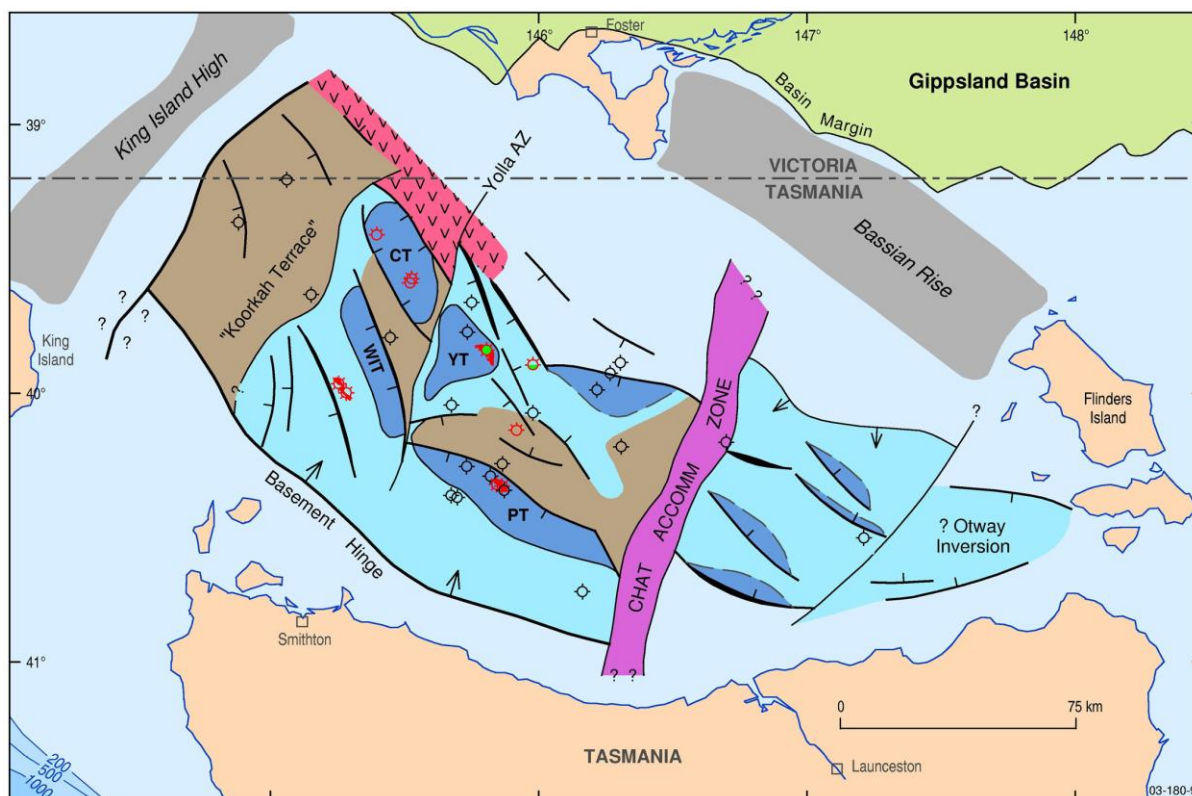 146°
Foster
147°
148°
King Island High
Gippsland Basin
Basin
Margin
39°
Yolla AZ
VICTORIA
TASMANIA
"Koorkah Terrace"
CT
Bassian Rise
?
?
?
?
?
?
King
Island
WIT
YT
ZONE
40°
?
?
Flinders
Island
ACCOMM
Basement
Hinge
PT
? Otway
Inversion
CHAT
Smithton
41°
? ?
0
75 km
200
500
1000
TASMANIA
Launceston